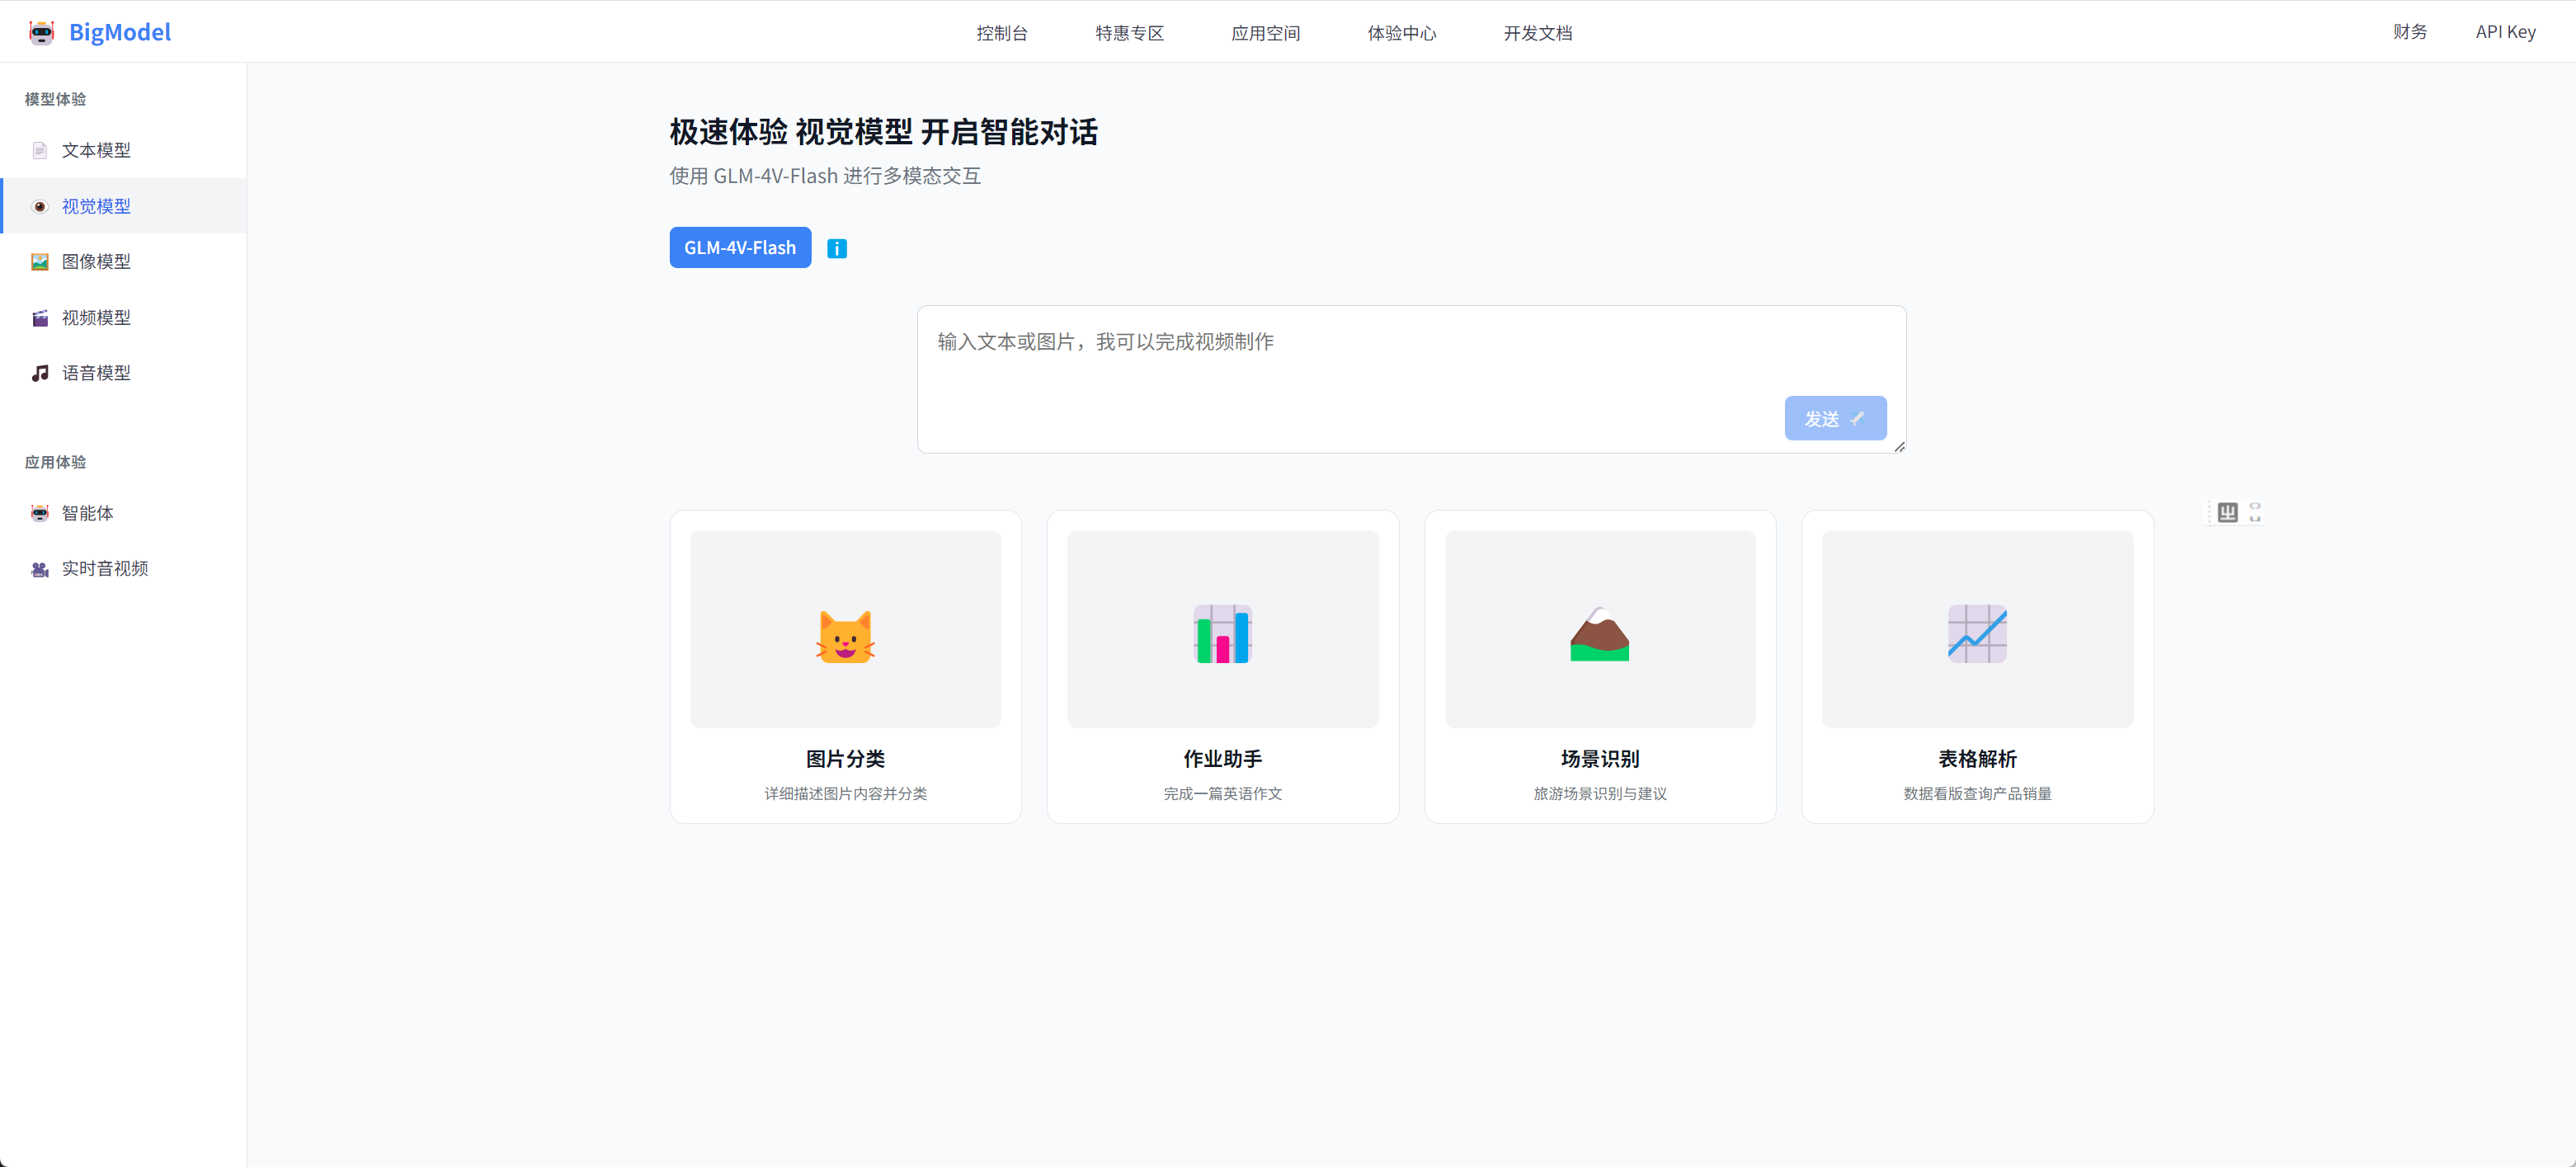 BigModel
控制台
特惠专区
应用空间
体验中心
开发文档
财务
API Key
模型体验
文本模型
视觉模型
图像模型
视频模型
语音模型
应用体验
智能体
实时音视频
极速体验 视觉模型 开启智能对话
使用 GLM-4V-Flash 进行多模态交互
GLM-4V-Flash
输入文本或图片，我可以完成视频制作
发送
图片分类
详细描述图片内容并分类
作业助手
完成一篇英语作文
场景识别
旅游场景识别与建议
表格解析
数据看版查询产品销量